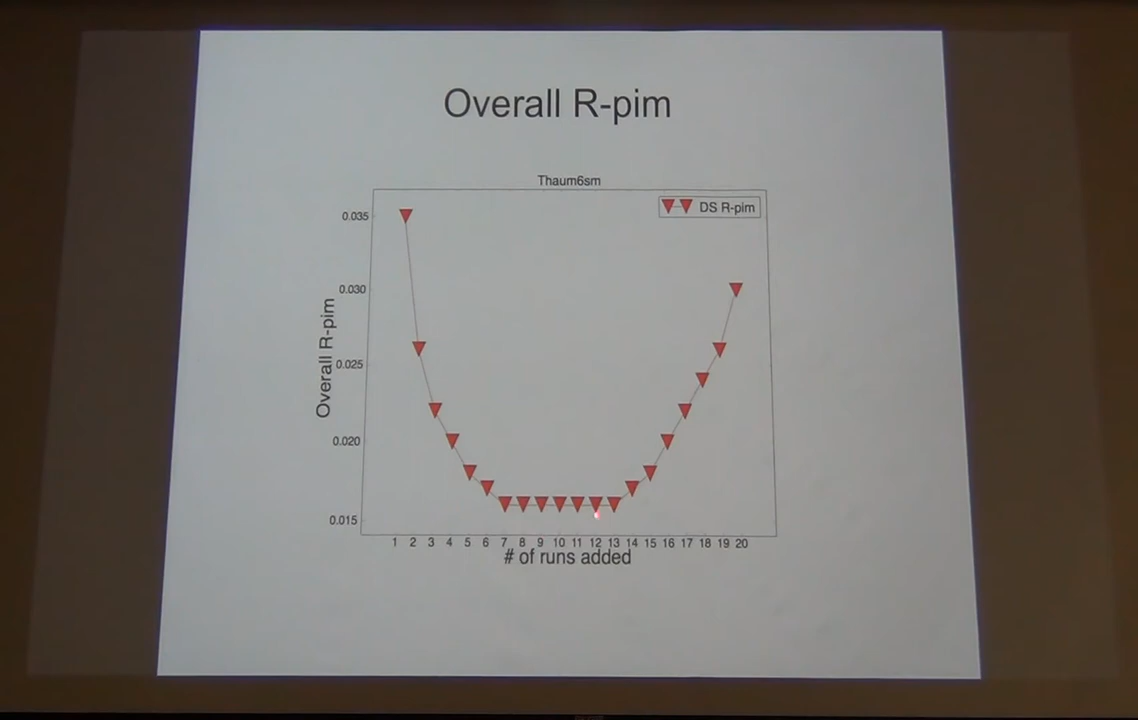 Overall R-pim
Thaum6sm
DS R-pim
Overall R-pim
0.035
0.030
0.025
0.020
0.015
1 2 3 4 5 6 7 8 9 10 11 12 13 14 15 16 17 18 19 20
# of runs added